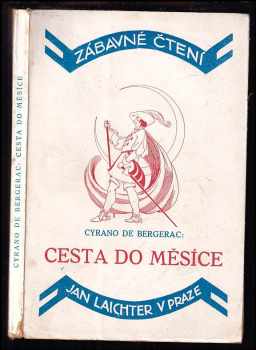 ZÁBAVNÉ ČTENÍ
CYRANO DE BERGERAC:
CESTA DO MĚSÍCE
JAN LAICHTER V PRAZE
CYRANO DE BERGERAC: CESTA DO MĚSÍCE